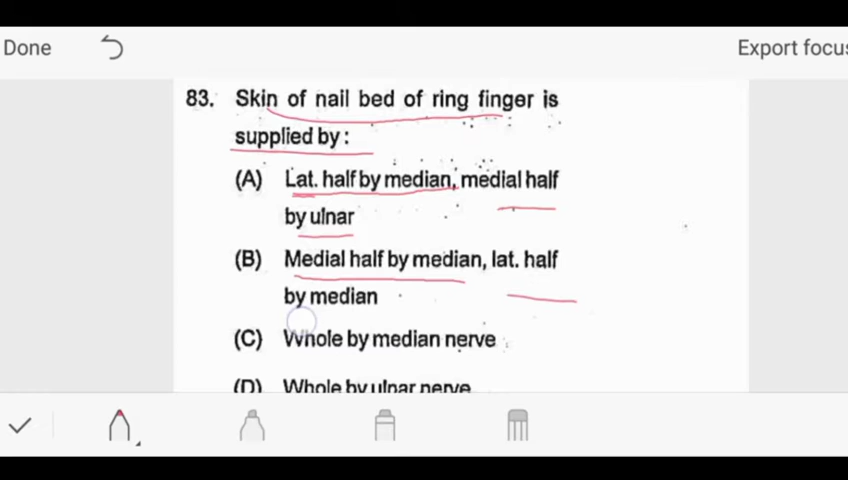 Done
Export focus
83. Skin of nail bed of ring finger is
supplied by :
(A) Lat. half by median, medial half
by ulnar
(B) Medial half by median, lat. half
by median
(C) Whole by median nerve
(D) Whole by ulnar nerve